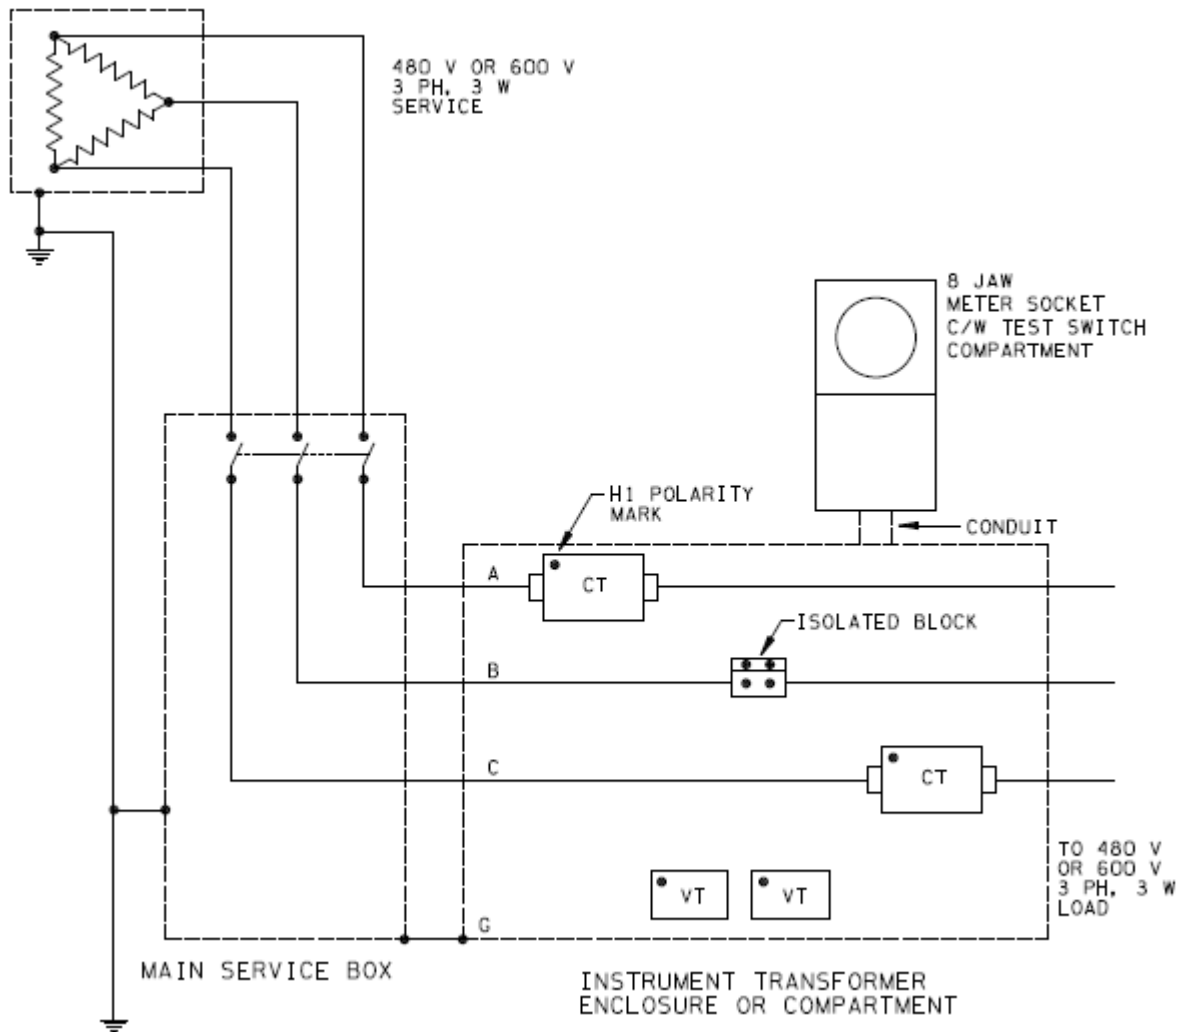 480 V OR 600 V
3 PH, 3 W
SERVICE
8 JAW
METER SOCKET
C/W TEST SWITCH
COMPARTMENT
H1 POLARITY
MARK
CONDUIT
A
CT
ISOLATED BLOCK
B
C
CT
TO 480 V
OR 600 V
3 PH, 3 W
LOAD
VT
VT
G
MAIN SERVICE BOX
INSTRUMENT TRANSFORMER
ENCLOSURE OR COMPARTMENT